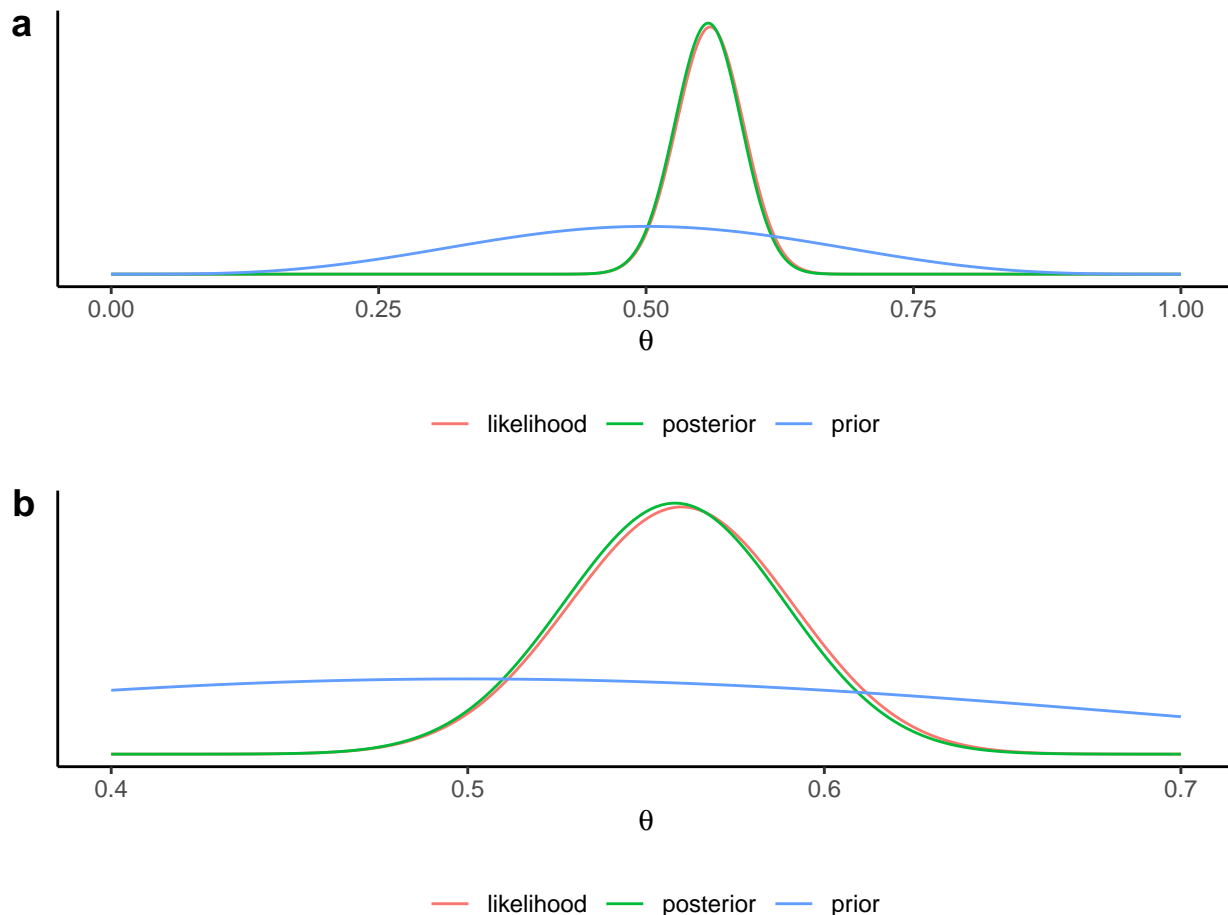 a
0.00 0.25 0.50 0.75 1.00
θ
likelihood posterior prior
b
0.4 0.5 0.6 0.7
θ
likelihood posterior prior